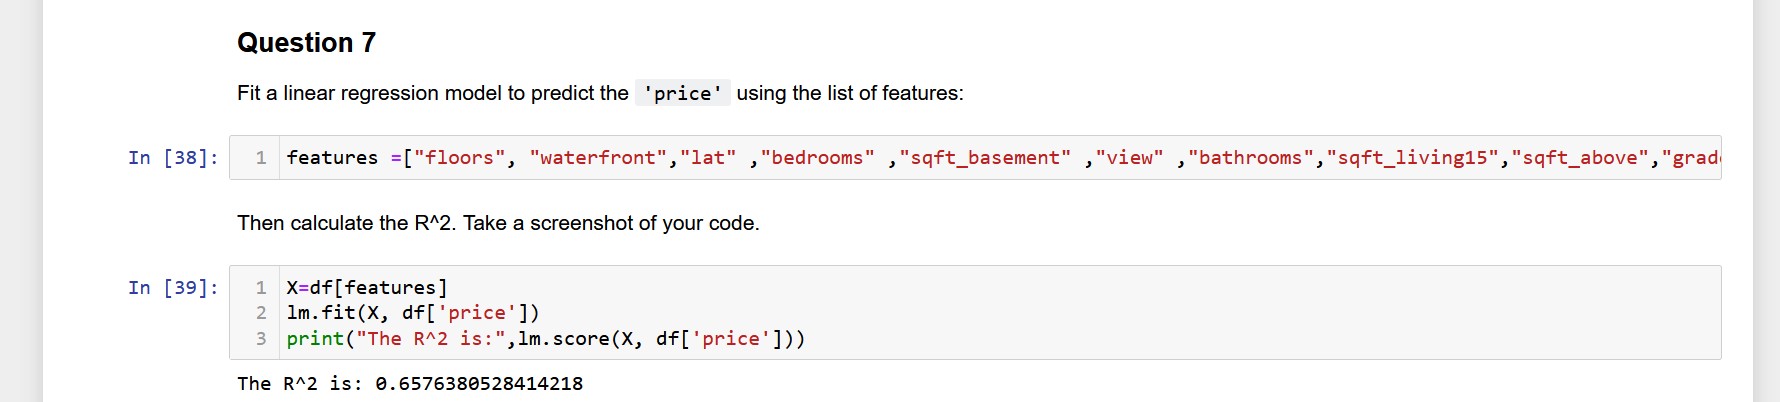 Question 7
Fit a linear regression model to predict the 'price' using the list of features:
In [38]: 1 features =["floors", "waterfront","lat" ,"bedrooms" ,"sqft_basement" ,"view" ,"bathrooms","sqft_living15","sqft_above","grad
Then calculate the R^2. Take a screenshot of your code.
In [39]: 1 X=df[features]
2 lm.fit(X, df['price'])
3 print("The R^2 is:",lm.score(X, df['price']))
The R^2 is: 0.6576380528414218